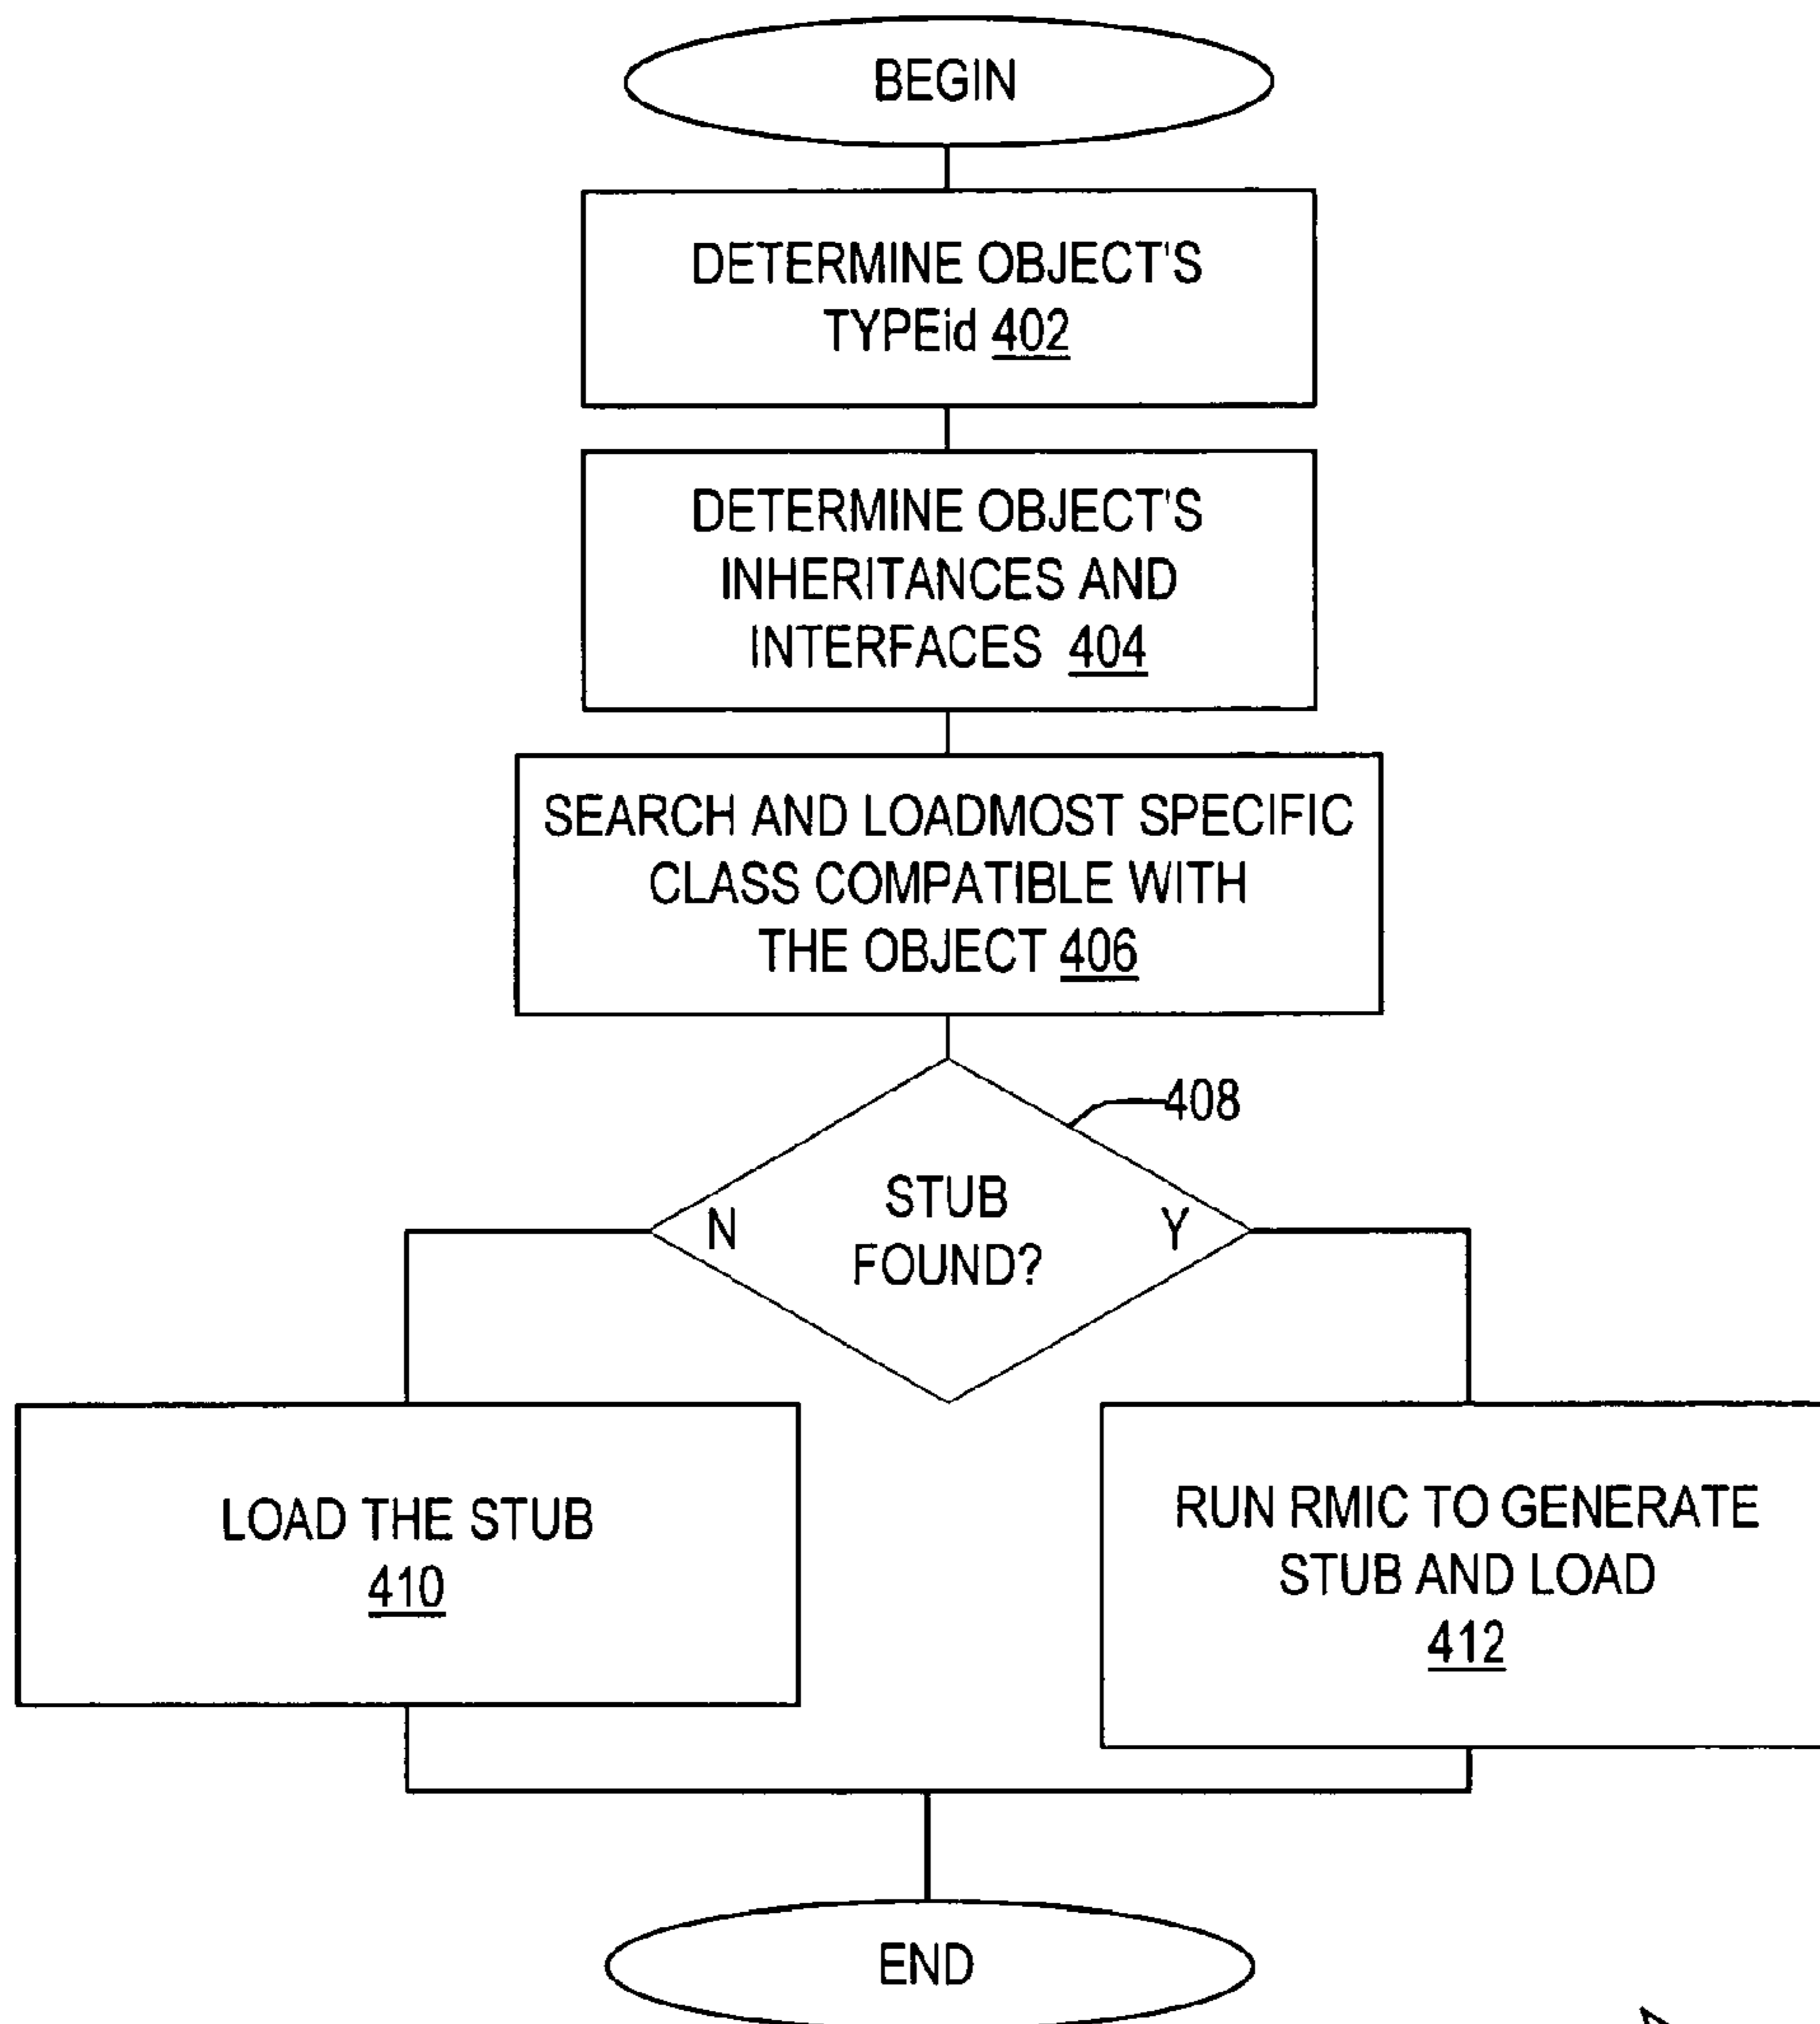 BEGIN
DETERMINE OBJECT'S
TYPEid 402
DETERMINE OBJECT'S
INHERITANCES AND
INTERFACES 404
SEARCH AND LOADMOST SPECIFIC
CLASS COMPATIBLE WITH
THE OBJECT 406
408
STUB
FOUND?
N
Y
LOAD THE STUB
410
RUN RMIC TO GENERATE
STUB AND LOAD
412
END